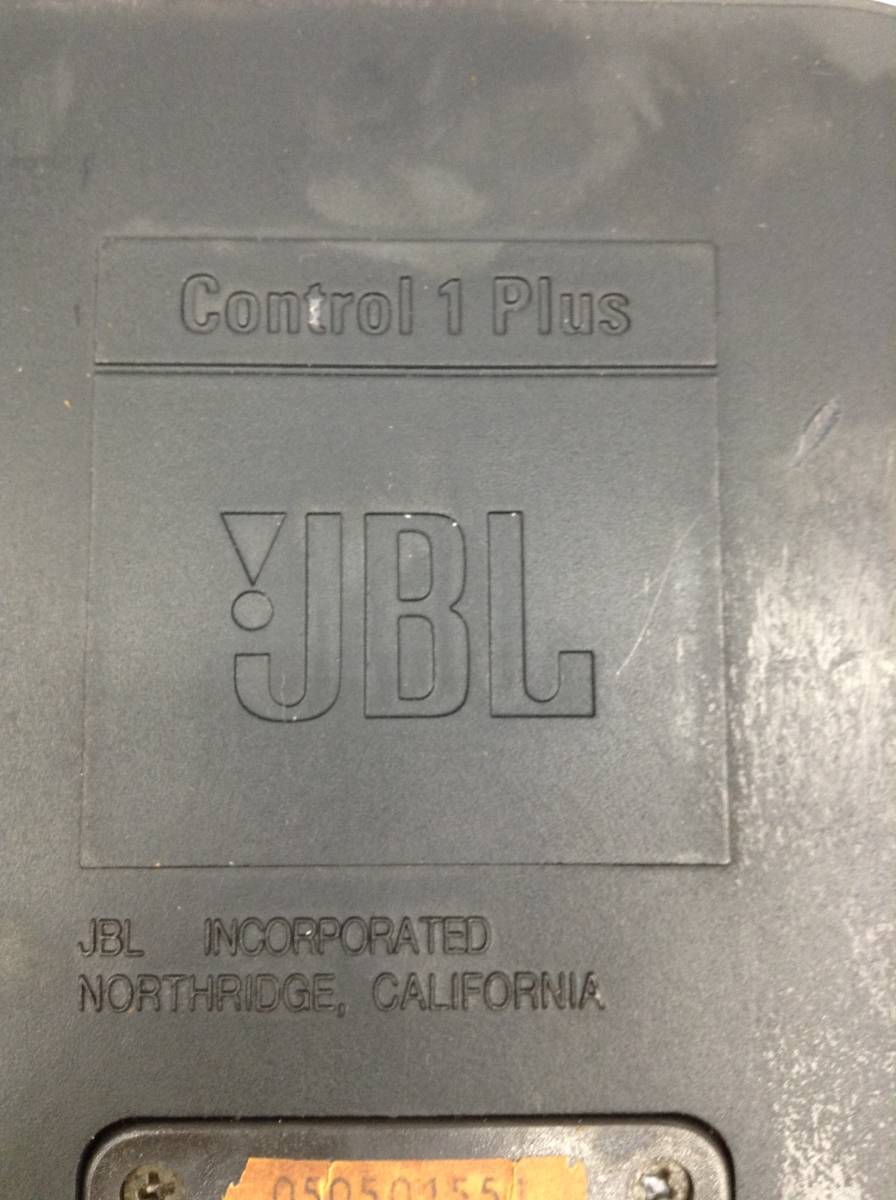 Control 1 Plus
JBL
JBL INCORPORATED
NORTHRIDGE, CALIFORNIA